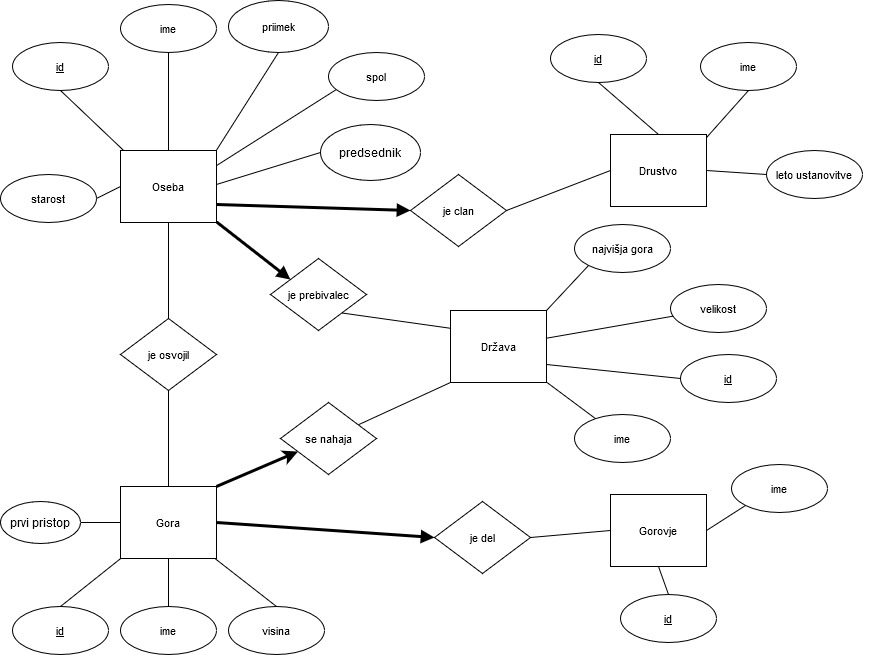 ime
priimek
id
spol
id
ime
predsednik
Oseba
starost
Drustvo
leto ustanovitve
je clan
najvišja gora
je prebivalec
velikost
Država
je osvojil
id
ime
se nahaja
ime
prvi pristop
Gora
je del
Gorovje
id
ime
visina
id